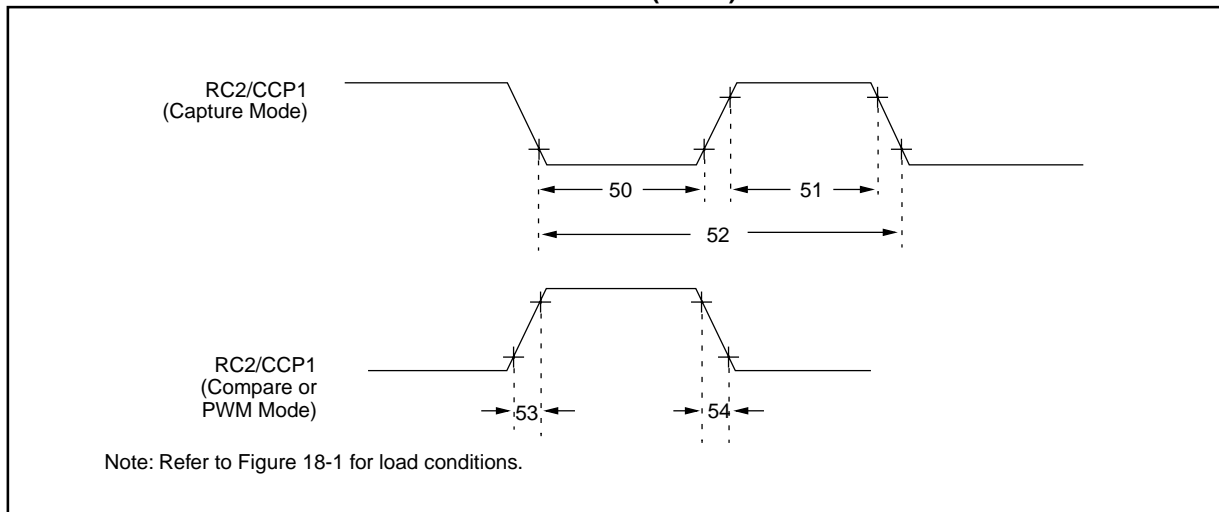 RC2/CCP1
(Capture Mode)
50
51
52
RC2/CCP1
(Compare or
PWM Mode)
53
54
Note: Refer to Figure 18-1 for load conditions.